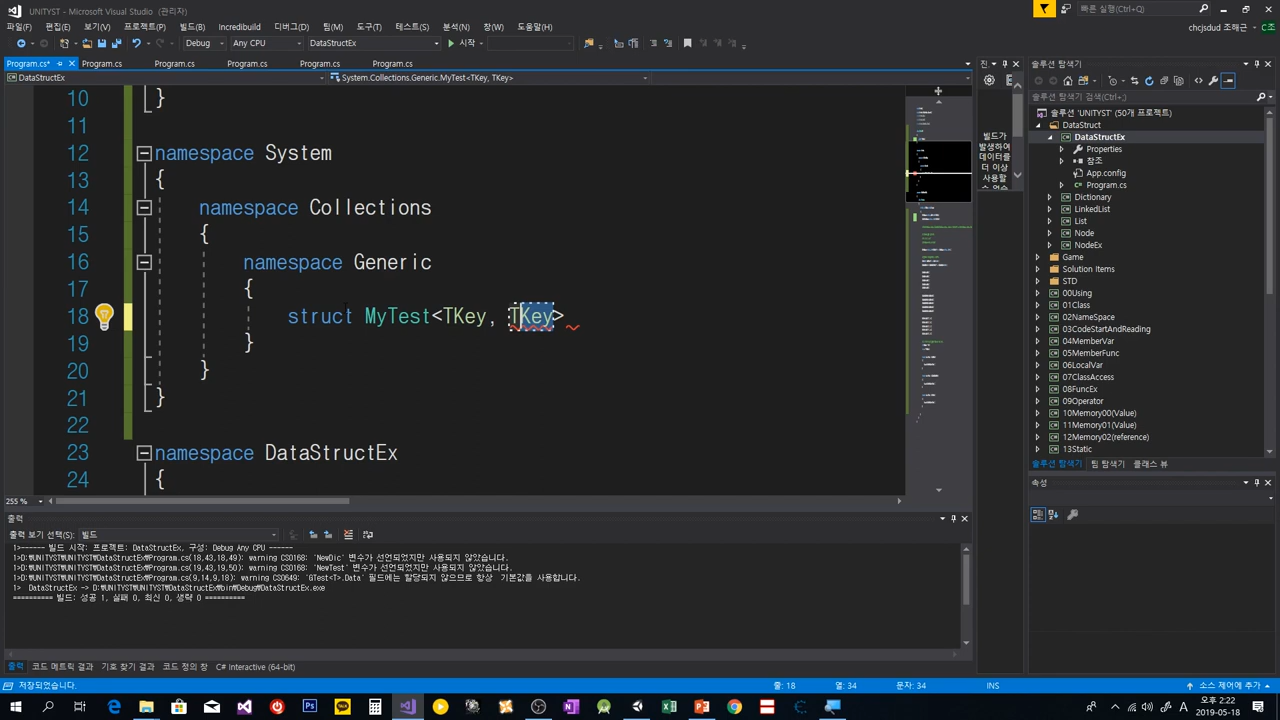 UNITYST - Microsoft Visual Studio (관리자)
빠른 실행(Ctrl+Q)
파일(F) 편집(E) 보기(V) 프로젝트(P) 빌드(B) Incredibuild 디버그(D) 팀(M) 도구(T) 테스트(S) 분석(N) 창(W) 도움말(H)
chcjsdud 조해근
Debug Any CPU DataStructEx 시작
Program.cs* Program.cs Program.cs Program.cs Program.cs Program.cs
DataStructEx System.Collections.Generic.MyTest<TKey, TKey>
10 }
11
12 namespace System
13 {
14 namespace Collections
15 {
16 namespace Generic
17 {
18 struct MyTest<TKey TKey>
19 }
20 }
21 }
22
23 namespace DataStructEx
24 {
255 %
진
빌드가
발생하여
데이터를
더 이상
사용할
솔루션 탐색기
솔루션 탐색기 검색(Ctrl+;)
솔루션 'UNITYST' (50개 프로젝트)
DataStruct
DataStructEx
Properties
참조
App.config
Program.cs
Dictionary
LinkedList
List
Node
NodeEx
Game
Solution Items
STD
00Using
01Class
02NameSpace
03CodeSortAndReading
04MemberVar
05MemberFunc
06LocalVar
07ClassAccess
08FuncEx
09Operator
10Memory00(Value)
11Memory01(Value)
12Memory02(reference)
13Static
솔루션 탐색기 팀 탐색기 클래스 뷰
속성
출력
출력 보기 선택(S): 빌드
1>------ 빌드 시작: 프로젝트: DataStructEx, 구성: Debug Any CPU ------
1>D:₩UNITYST₩UNITYST₩DataStructEx₩Program.cs(18,43,18,49): warning CS0168: 'NewDic' 변수가 선언되었지만 사용되지 않았습니다.
1>D:₩UNITYST₩UNITYST₩DataStructEx₩Program.cs(19,43,19,50): warning CS0168: 'NewTest' 변수가 선언되었지만 사용되지 않았습니다.
1>D:₩UNITYST₩UNITYST₩DataStructEx₩Program.cs(9,14,9,18): warning CS0649: 'GTest<T>.Data' 필드에는 할당되지 않으므로 항상 기본값을 사용합니다.
1> DataStructEx -> D:₩UNITYST₩UNITYST₩DataStructEx₩bin₩Debug₩DataStructEx.exe
========== 빌드: 성공 1, 실패 0, 최신 0, 생략 0 ==========
출력 코드 메트릭 결과 기호 찾기 결과 코드 정의 창 C# Interactive (64-bit)
저장되었습니다. 줄: 18 열: 34 문자: 34 INS 소스 제어에 추가
오후 2:21
2019-05-18